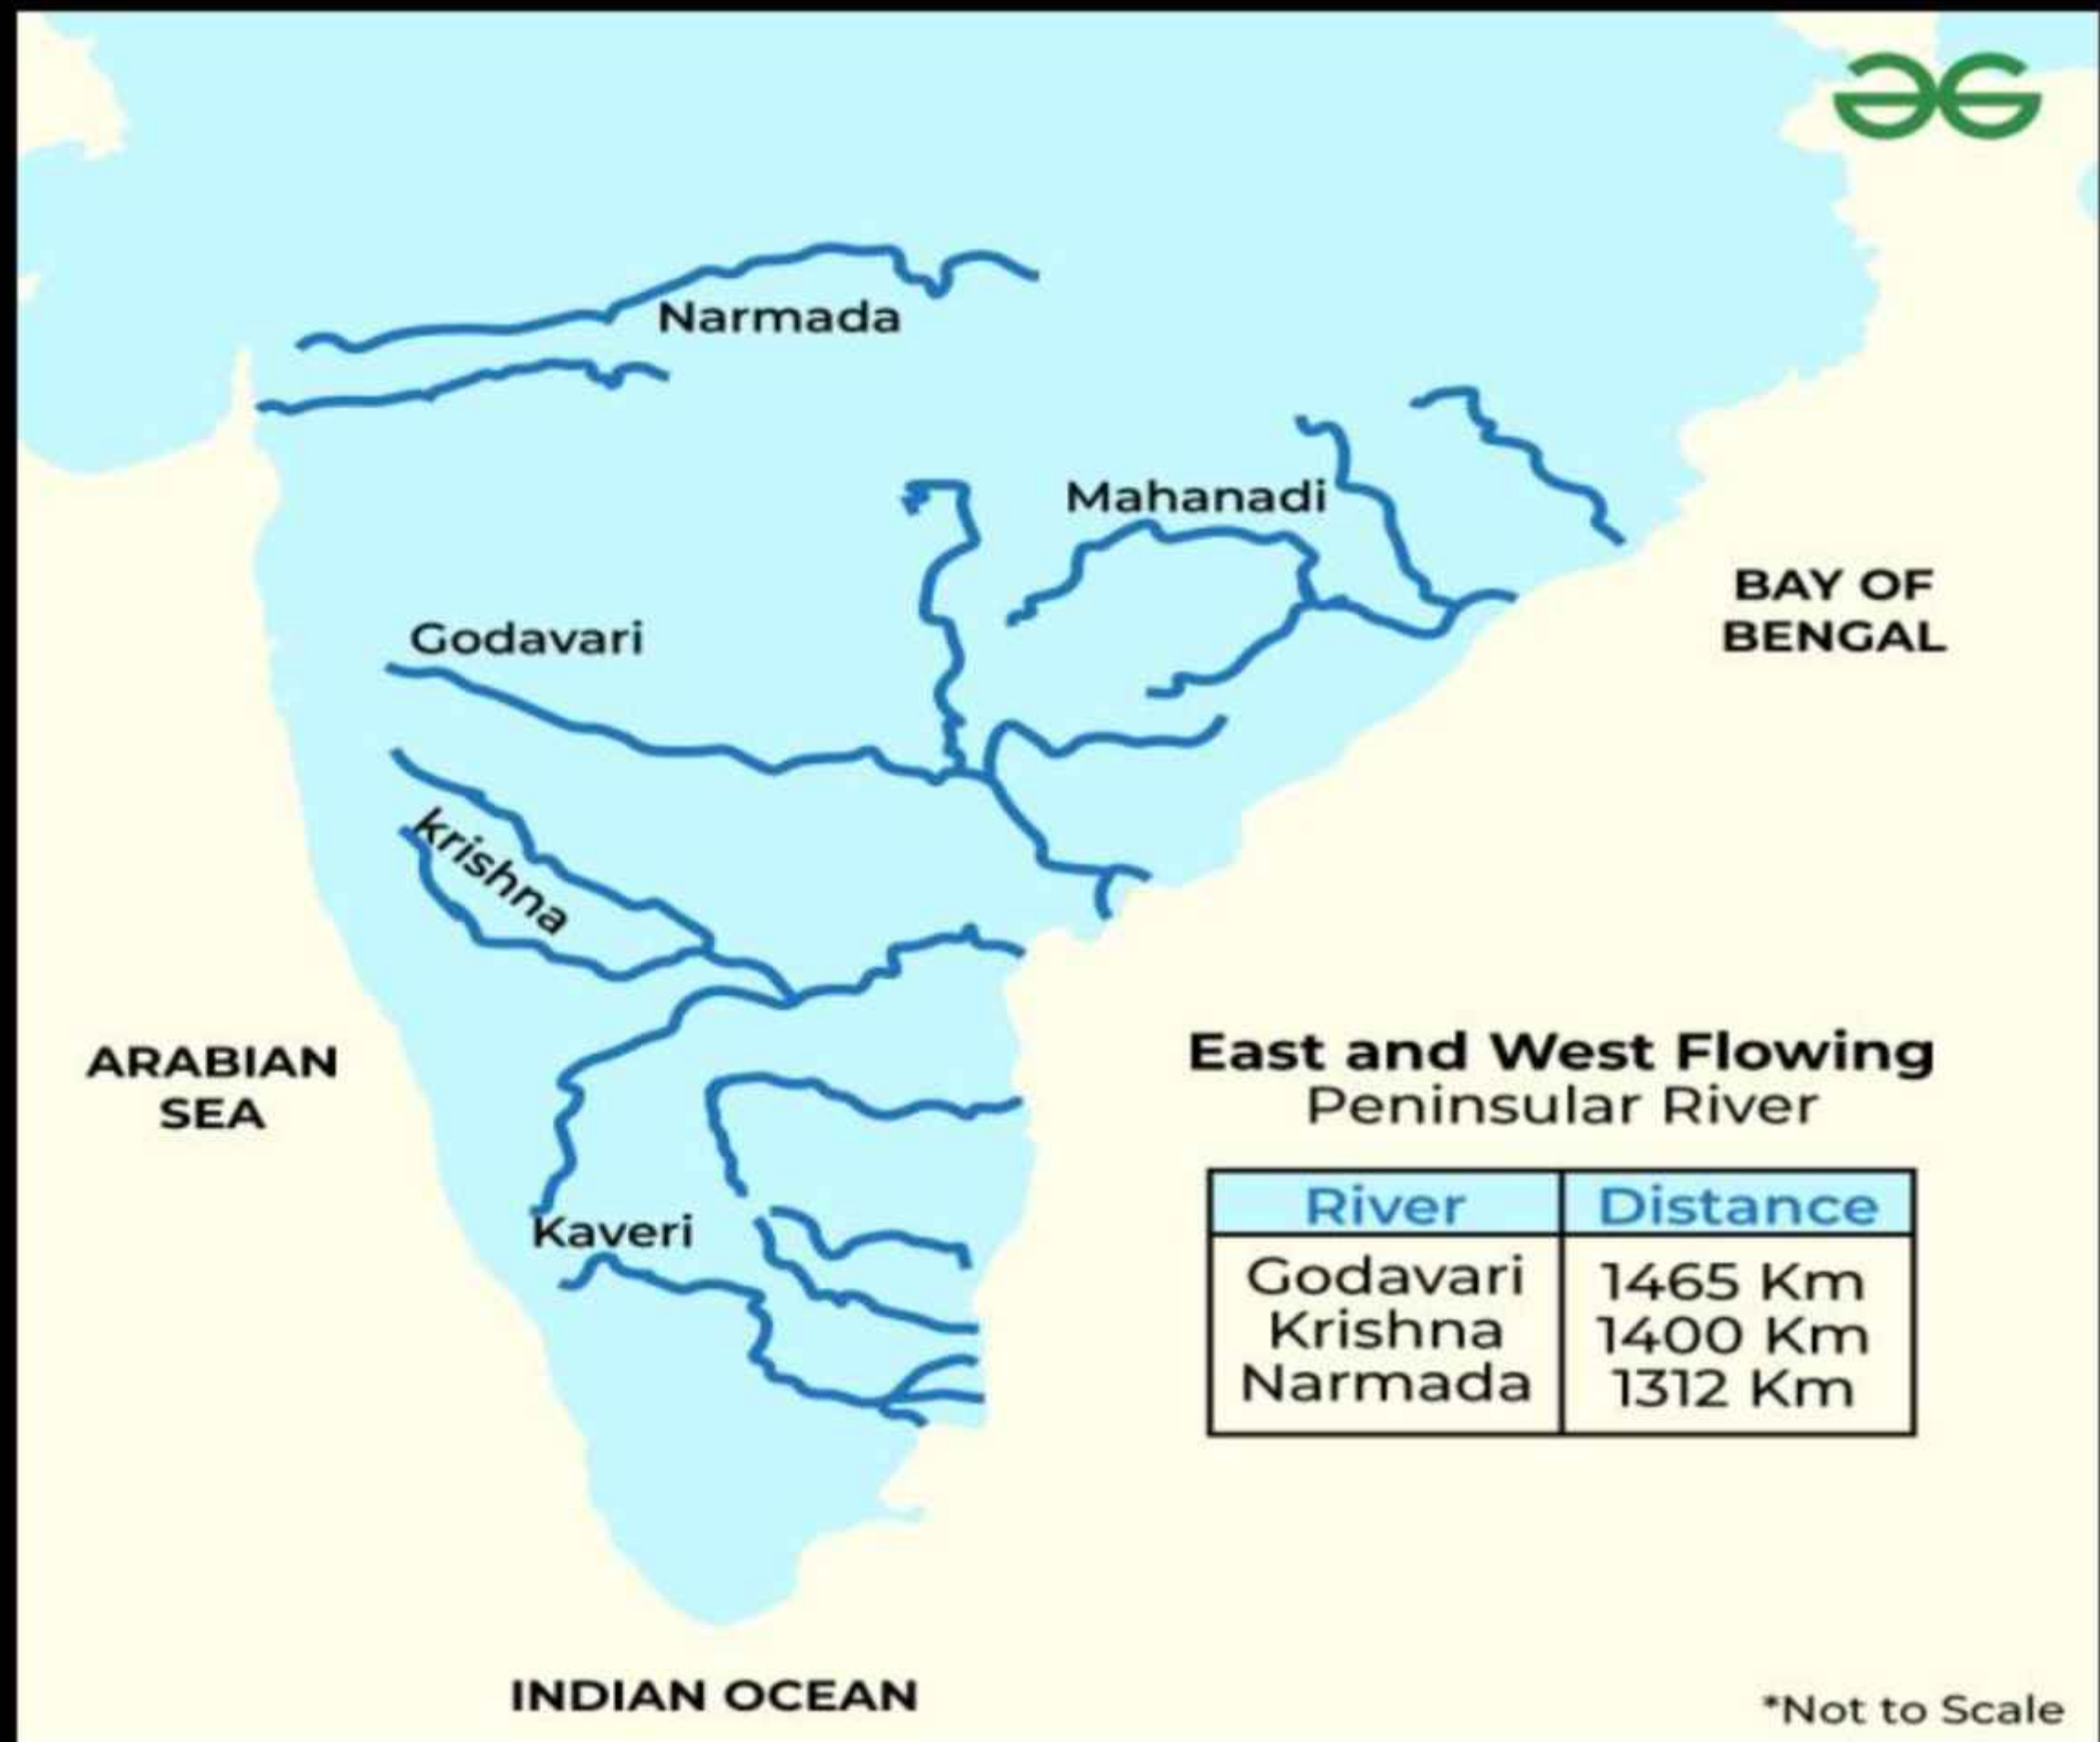 Narmada
Mahanadi
BAY OF
BENGAL
Godavari
krishna
ARABIAN
SEA
East and West Flowing
Peninsular River
River Distance
Godavari 1465 Km
Krishna 1400 Km
Narmada 1312 Km
Kaveri
INDIAN OCEAN
*Not to Scale